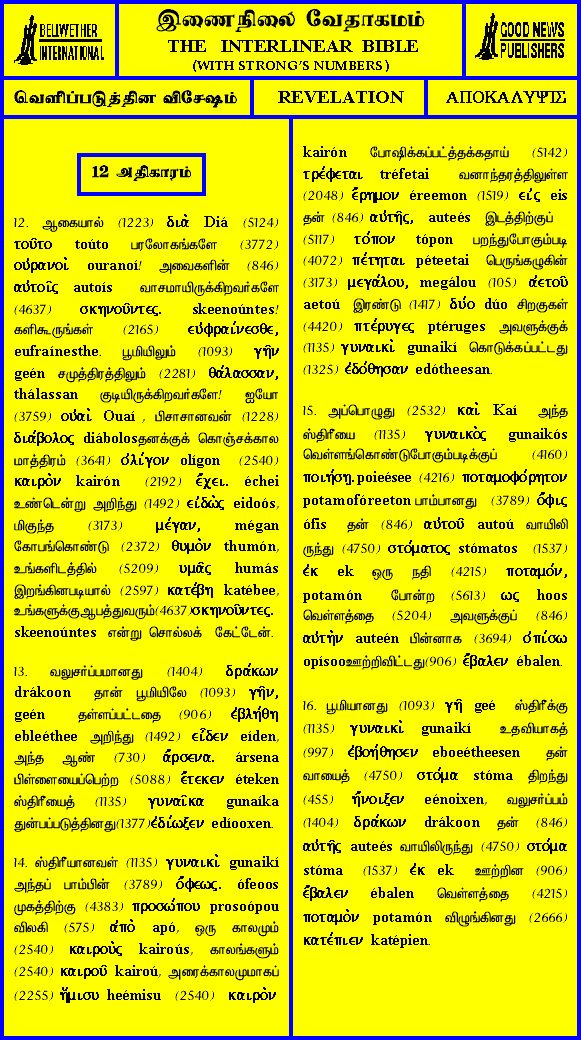 BELLWETHER
INTERNATIONAL
இணைநிலை வேதாகமம்
THE INTERLINEAR BIBLE
(WITH STRONG'S NUMBERS)
GOOD NEWS
PUBLISHERS
வெளிப்படுத்தின விசேஷம்
REVELATION
ΑΠΟΚΑΛΥΨΙΣ
12 அதிகாரம்
12. ஆகையால் (1223) διὰ Diá (5124)
τοῦτο toúto பரலோகங்களே (3772)
οὐρανοὶ ouranoí! அவைகளின் (846)
αὐτοῖς autois வாசமாயிருக்கிறவர்களே
(4637) σκηνοῦντες. skeenoúntes!
களிகூருங்கள் (2165) εὐφραίνεσθε,
eufraínesthe. பூமியிலும் (1093) γῆν
geén சமுத்திரத்திலும் (2281) θάλασσαν,
thálassan குடியிருக்கிறவர்களே! ஐயோ
(3759) οὐαὶ Ouaí , பிசாசானவன் (1228)
διάβολος diábolosதனக்குக் கொஞ்சக்கால
மாத்திரம் (3641) ὀλίγον olígon (2540)
καιρὸν kairón (2192) ἔχει. échei
உண்டென்று அறிந்து (1492) εἰδὼς eidoós,
மிகுந்த (3173) μέγαν, mégan
கோபங்கொண்டு (2372) θυμὸν thumón,
உங்களிடத்தில் (5209) υμᾶς humás
இறங்கினபடியால் (2597) κατέβη katébee,
உங்களுக்குஆபத்துவரும்(4637)σκηνοῦντες.
skeenoúntes என்று சொல்லக் கேட்டேன்.
13. வலுசர்ப்பமானது (1404) δράκων
drákoon தான் பூமியிலே (1093) γῆν,
geén தள்ளப்பட்டதை (906) ἐβλήθη
ebleéthee அறிந்து (1492) εἶδεν eíden,
அந்த ஆண் (730) ἄρσενα. ársena
பிள்ளையைப்பெற்ற (5088) ἔτεκεν éteken
ஸ்திரீயைத் (1135) γυναῖκα gunaíka
துன்பப்படுத்தினது(1377)ἐδίωξεν edíooxen.
14. ஸ்திரீயானவள் (1135) γυναικὶ gunaikí
அந்தப் பாம்பின் (3789) ὄφεως. ófeoos
முகத்திற்கு (4383) προσώπου prosoópou
விலகி (575) ἀπὸ apó, ஒரு காலமும்
(2540) καιροὺς kairoús, காலங்களும்
(2540) καιροῦ kairoú, அரைக்காலமுமாகப்
(2255) ἥμισυ heémisu (2540) καιρὸν
kairón போஷிக்கப்பட்த்தக்கதாய் (5142)
τρέφεται tréfetai வனாந்தரத்திலுள்ள
(2048) ἔρημον éreemon (1519) εἰς eis
தன் (846) αὐτῆς, auteés இடத்திற்குப்
(5117) τόπον tópon பறந்துபோகும்படி
(4072) πέτηται péteetai பெருங்கழுகின்
(3173) μεγάλου, megálou (105) ἀετοῦ
aetoú இரண்டு (1417) δύο dúo சிறகுகள்
(4420) πτέρυγες ptéruges அவளுக்குக்
(1135) γυναικὶ gunaikí கொடுக்கப்பட்டது
(1325) ἐδόθησαν edótheesan.
15. அப்பொழுது (2532) καὶ Kaí அந்த
ஸ்திரீயை (1135) γυναικὸς gunaikós
வெள்ளங்கொண்டுபோகும்படிக்குப் (4160)
ποιήσῃ. poieésee (4216) ποταμοφόρητον
potamofóreeton பாம்பானது (3789) ὄφις
ófis தன் (846) αὐτοῦ autoú வாயிலி
ருந்து (4750) στόματος stómatos (1537)
ἐκ ek ஒரு நதி (4215) ποταμόν,
potamón போன்ற (5613) ως hoos
வெள்ளத்தை (5204) அவளுக்குப் (846)
αὐτὴν auteén பின்னாக (3694) ὀπίσω
opísooஊற்றிவிட்டது(906) ἔβαλεν ébalen.
16. பூமியானது (1093) γῆ geé ஸ்திரீக்கு
(1135) γυναικὶ gunaikí உதவியாகத்
(997) ἐβοήθησεν eboeétheesen தன்
வாயைத் (4750) στόμα stóma திறந்து
(455) ἤνοιξεν eénoixen, வலுசர்ப்பம்
(1404) δράκων drákoon தன் (846)
αὐτῆς auteés வாயிலிருந்து (4750) στόμα
stóma (1537) ἐκ ek ஊற்றின (906)
ἔβαλεν ébalen வெள்ளத்தை (4215)
ποταμὸν potamón விழுங்கினது (2666)
κατέπιεν katépien.